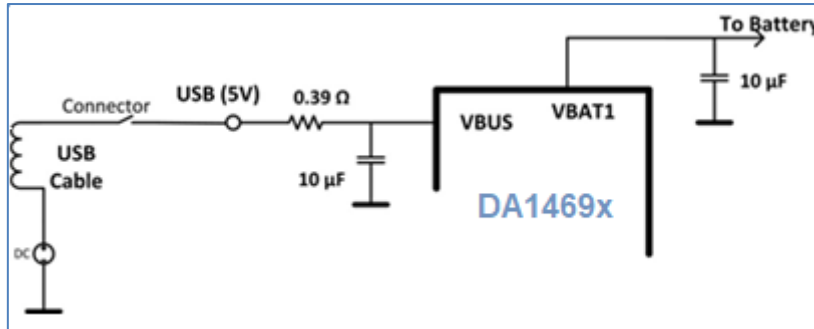 To Battery
USB (5V)
0.39 Ω
10 µF
Connector
VBUS
VBAT1
USB
Cable
10 µF
DA1469x
DC